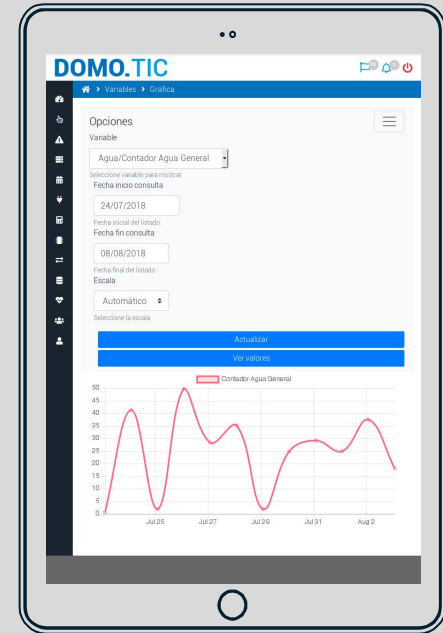 DOMO.TIC
Variables > Gráfica
Opciones
Variable
Agua/Contador Agua General
Seleccione variable para mostrar
Fecha inicio consulta
24/07/2018
Fecha inicial del listado
Fecha fin consulta
08/08/2018
Fecha final del listado
Escala
Automático
Seleccione la escala
Actualizar
Ver valores
Contador Agua General
50
45
40
35
30
25
20
15
10
5
0
Jul 25 Jul 27 Jul 29 Jul 31 Aug 2